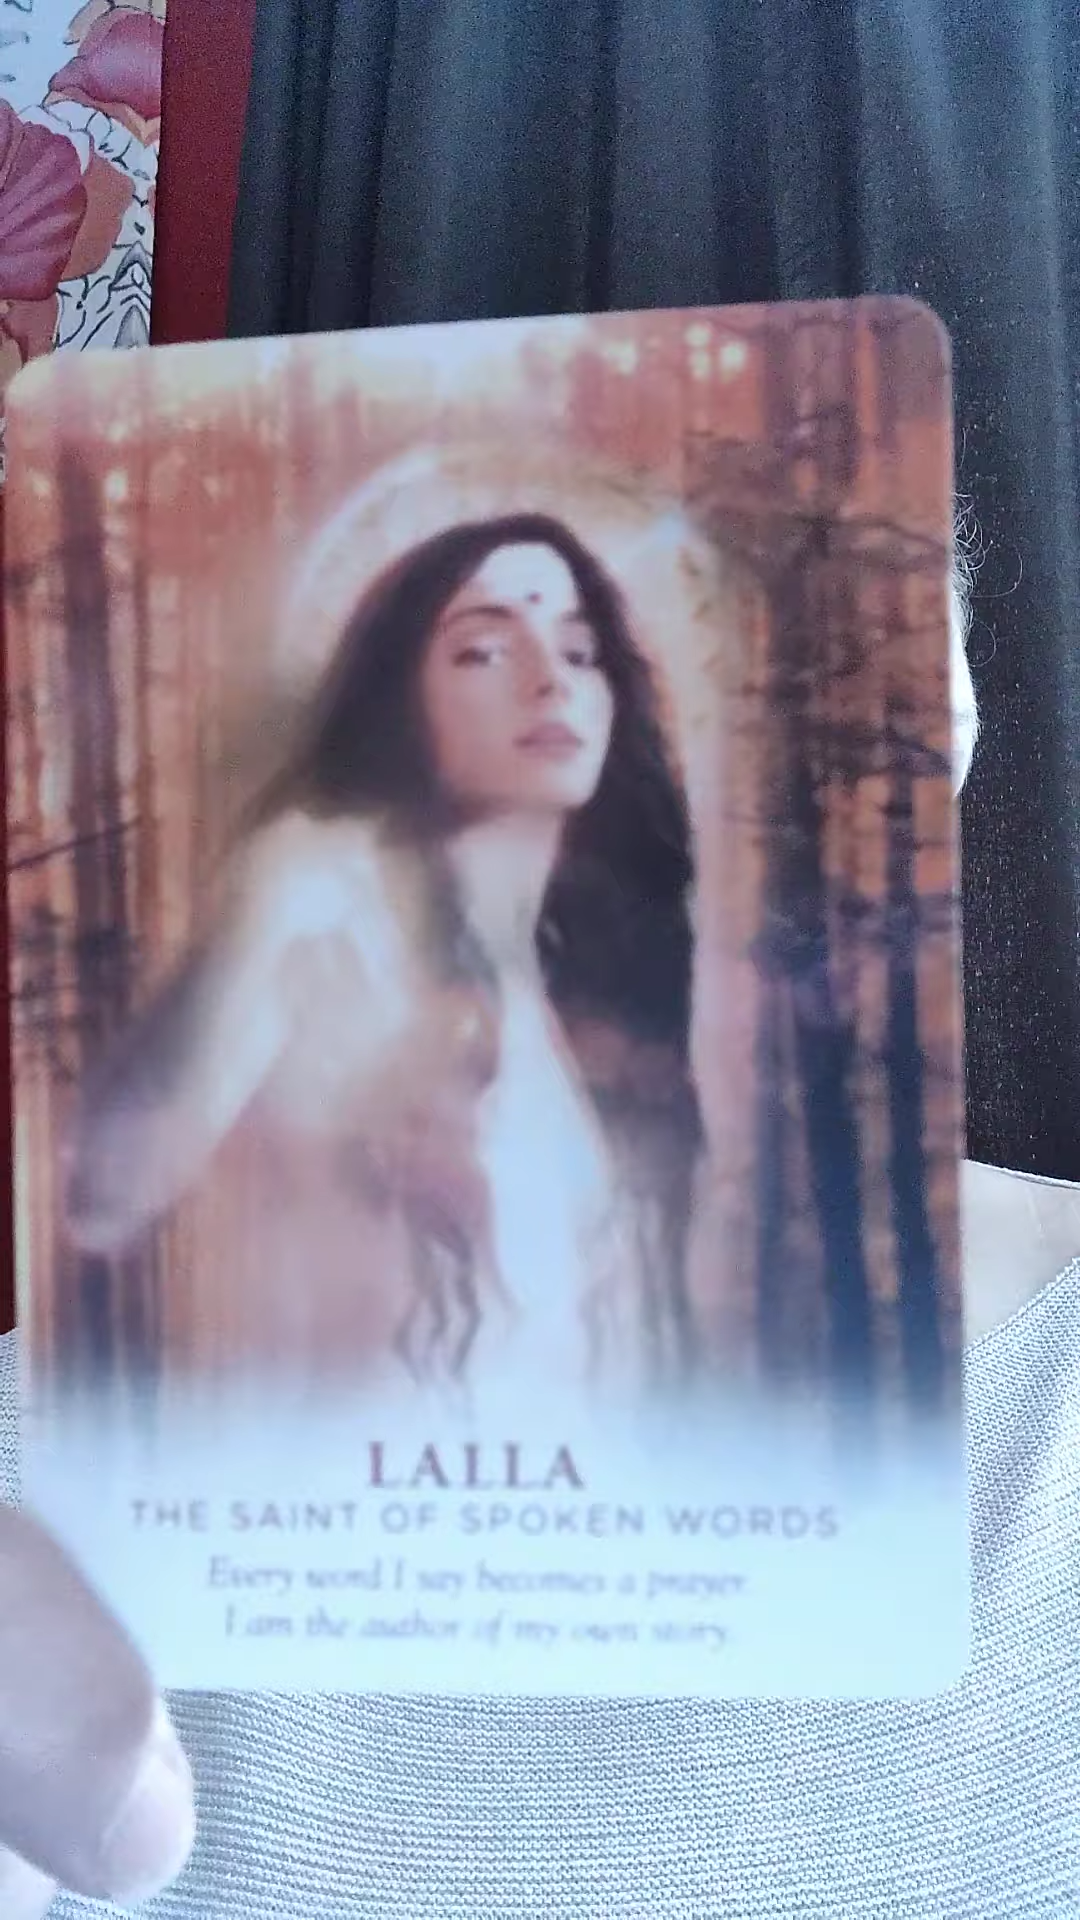 LALLA
THE SAINT OF SPOKEN WORDS
Every word I say becomes a prayer.
I am the author of my own story.